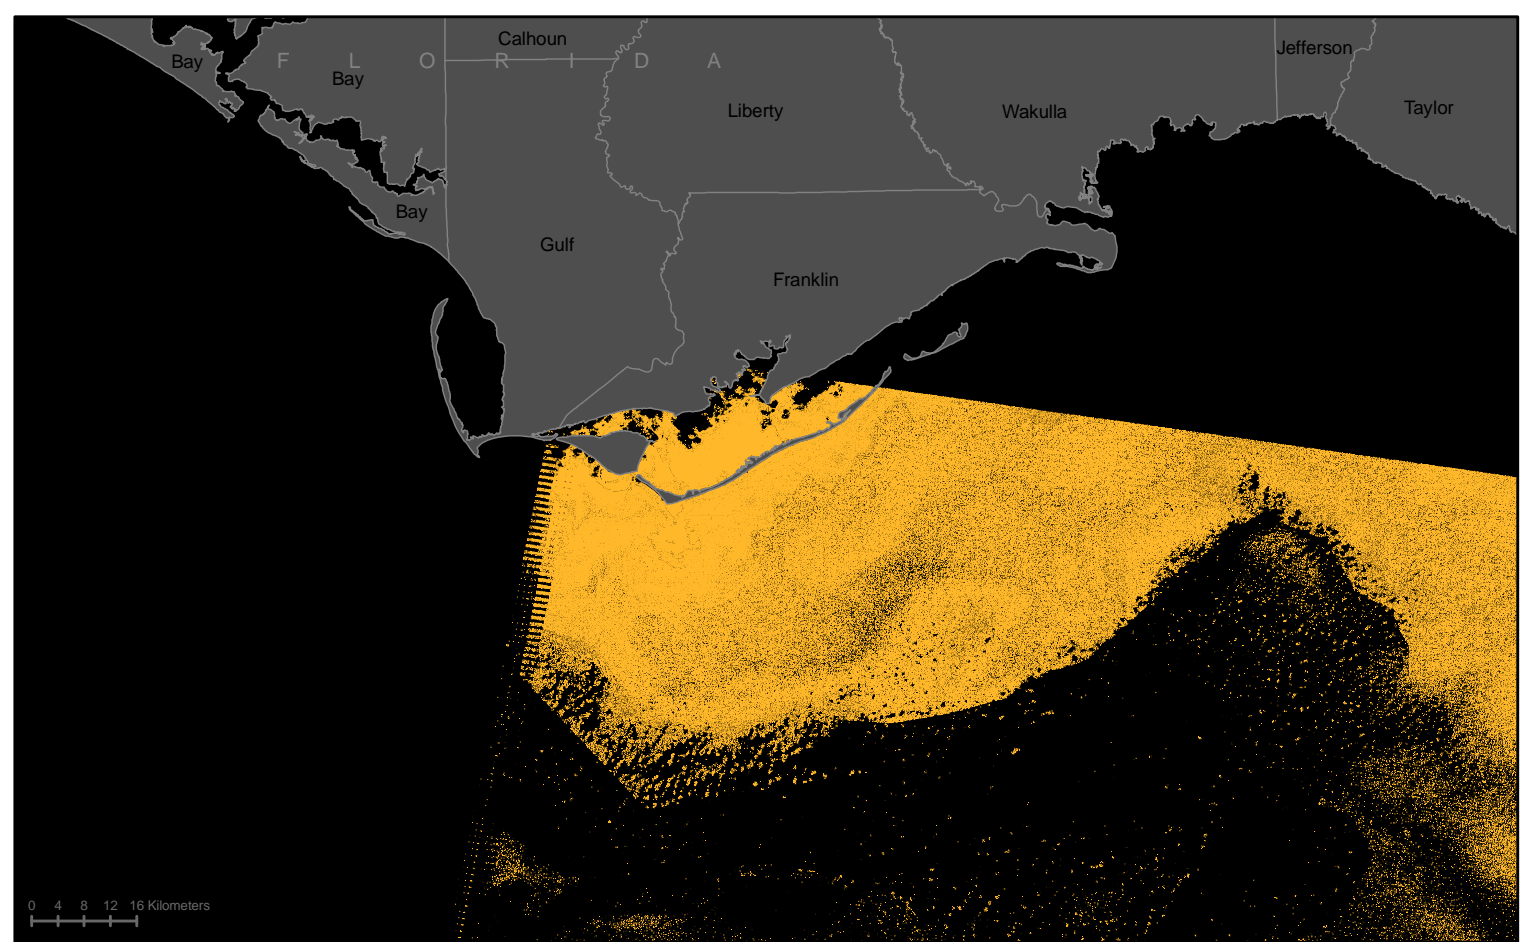 Calhoun
Jefferson
Bay
F L O R I D A
Bay
Liberty
Wakulla
Taylor
Bay
Gulf
Franklin
0 4 8 12 16 Kilometers